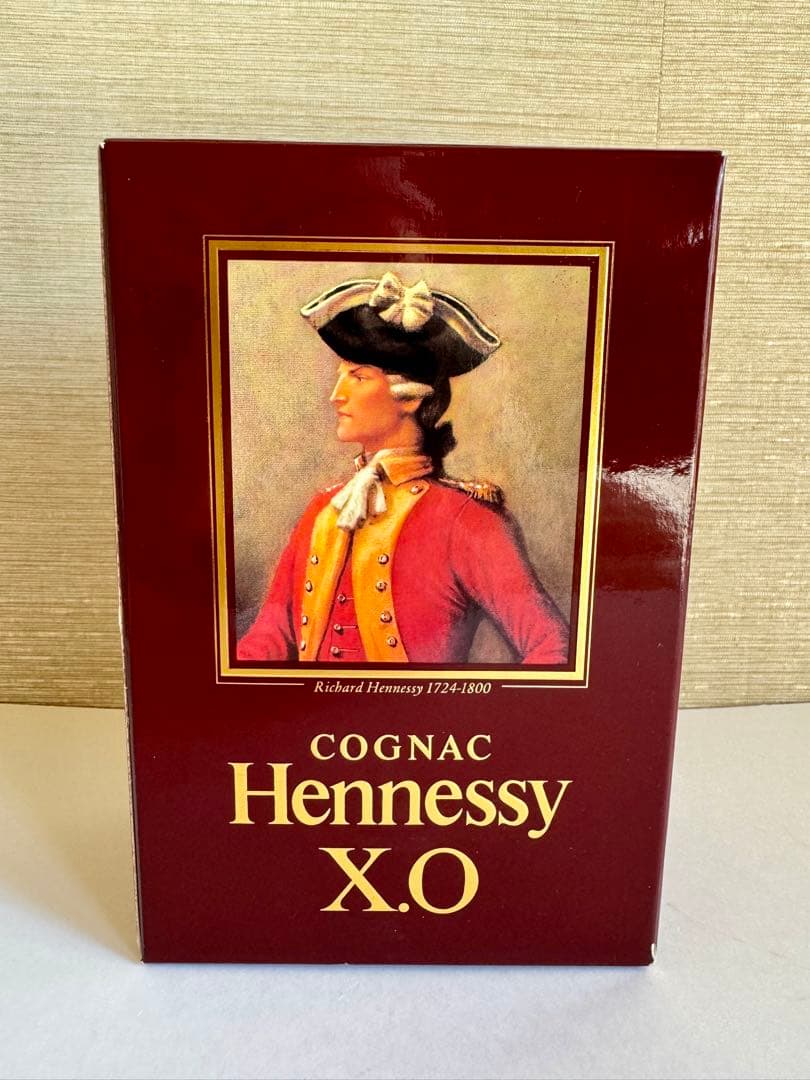 Richard Hennessy 1724-1800
COGNAC
Hennessy
X.O